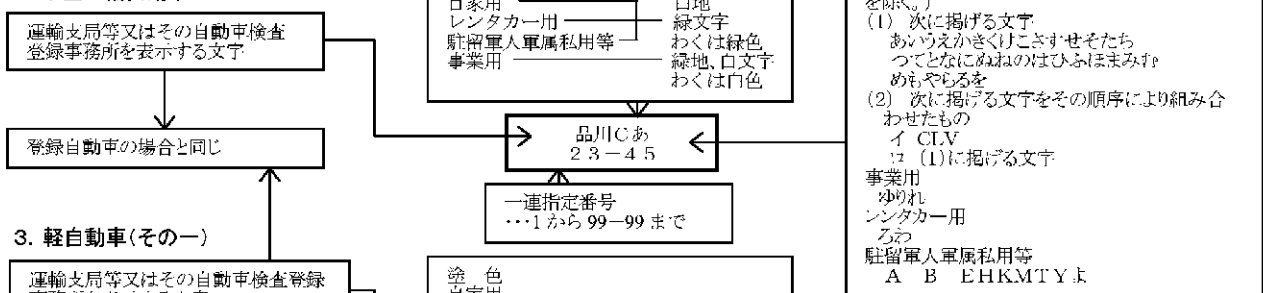 運輸支局等又はその自動車検査
登録事務所を表示する文字
登録自動車の場合と同じ
3. 軽自動車(その一)
運輸支局等又はその自動車検査登録
自家用 白地
レンタカー用 緑文字
駐留軍人軍属私用等 わくは緑色
事業用 緑地、白文字
わくは白色
品川Cあ
23-45
一連指定番号
・・・1から99-99まで
塗 色
自家用
を除く。)
(1) 次に掲げる文字
あいうえかきくけこさすせそたち
つてとなにぬねのはひふほまみむ
めもやらるを
(2) 次に掲げる文字をその順序により組み合
わせたもの
イ CLV
ロ (1)に掲げる文字
事業用
ゆりれ
レンタカー用
ろわ
駐留軍人軍属私用等
A B EHKMTYよ